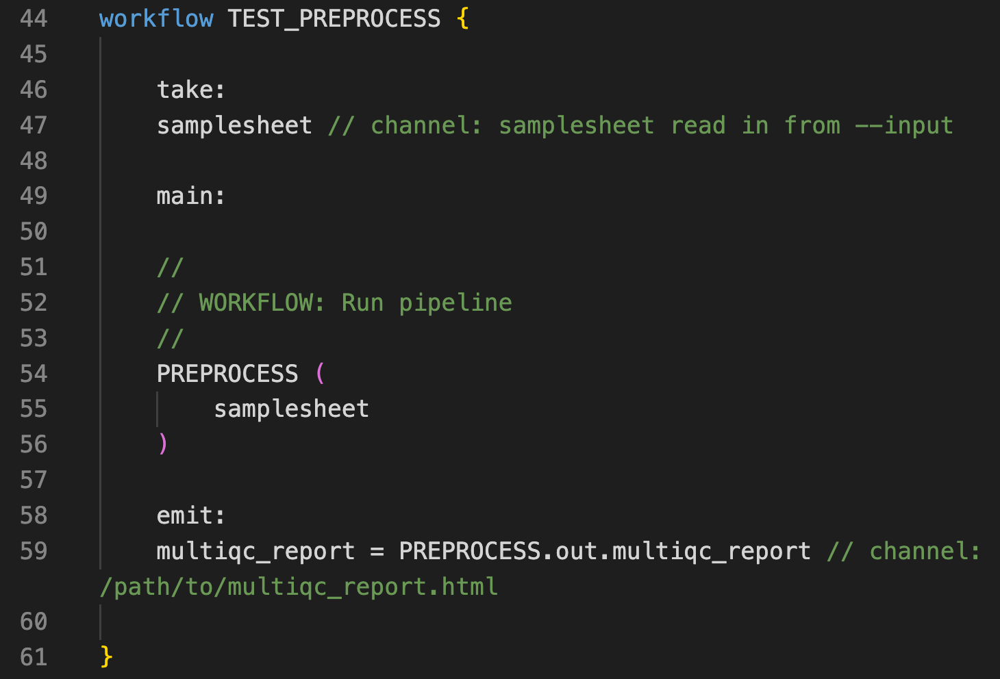 44 workflow TEST_PREPROCESS {
45
46 take:
47 samplesheet // channel: samplesheet read in from --input
48
49 main:
50
51 //
52 // WORKFLOW: Run pipeline
53 //
54 PREPROCESS (
55 samplesheet
56 )
57
58 emit:
59 multiqc_report = PREPROCESS.out.multiqc_report // channel:
/path/to/multiqc_report.html
60
61 }